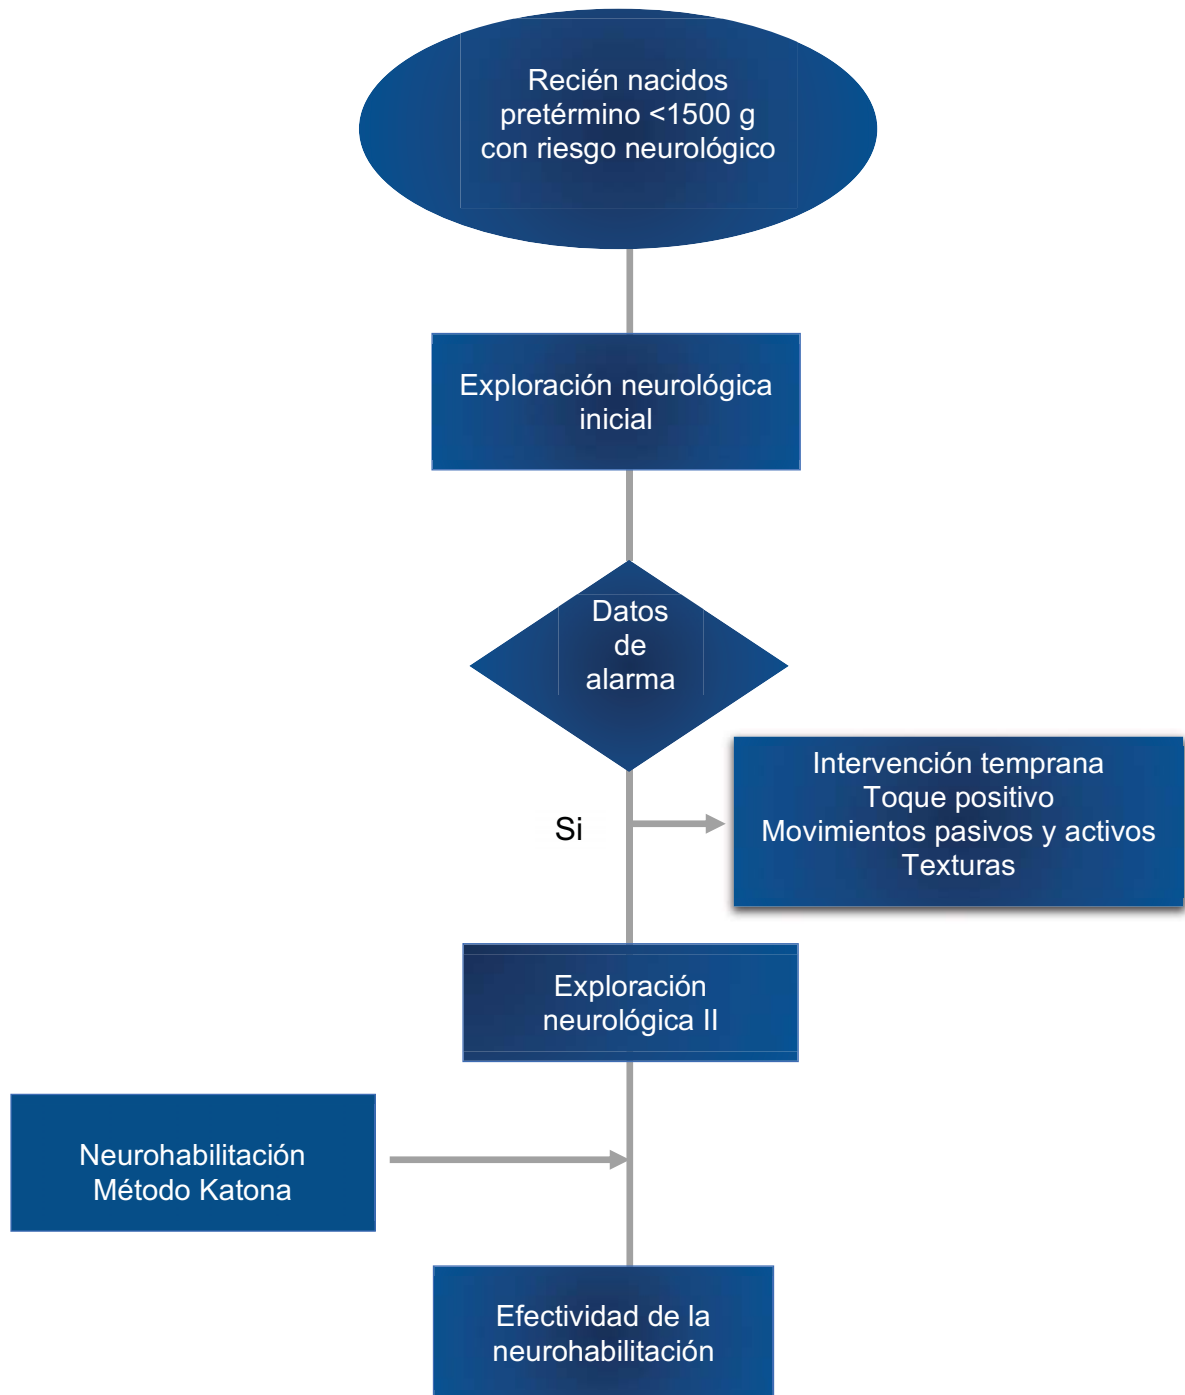 Recién nacidos
pretérmino <1500 g
con riesgo neurológico
Exploración neurológica
inicial
Datos
de
alarma
Si
Intervención temprana
Toque positivo
Movimientos pasivos y activos
Texturas
Exploración
neurológica II
Neurohabilitación
Método Katona
Efectividad de la
neurohabilitación